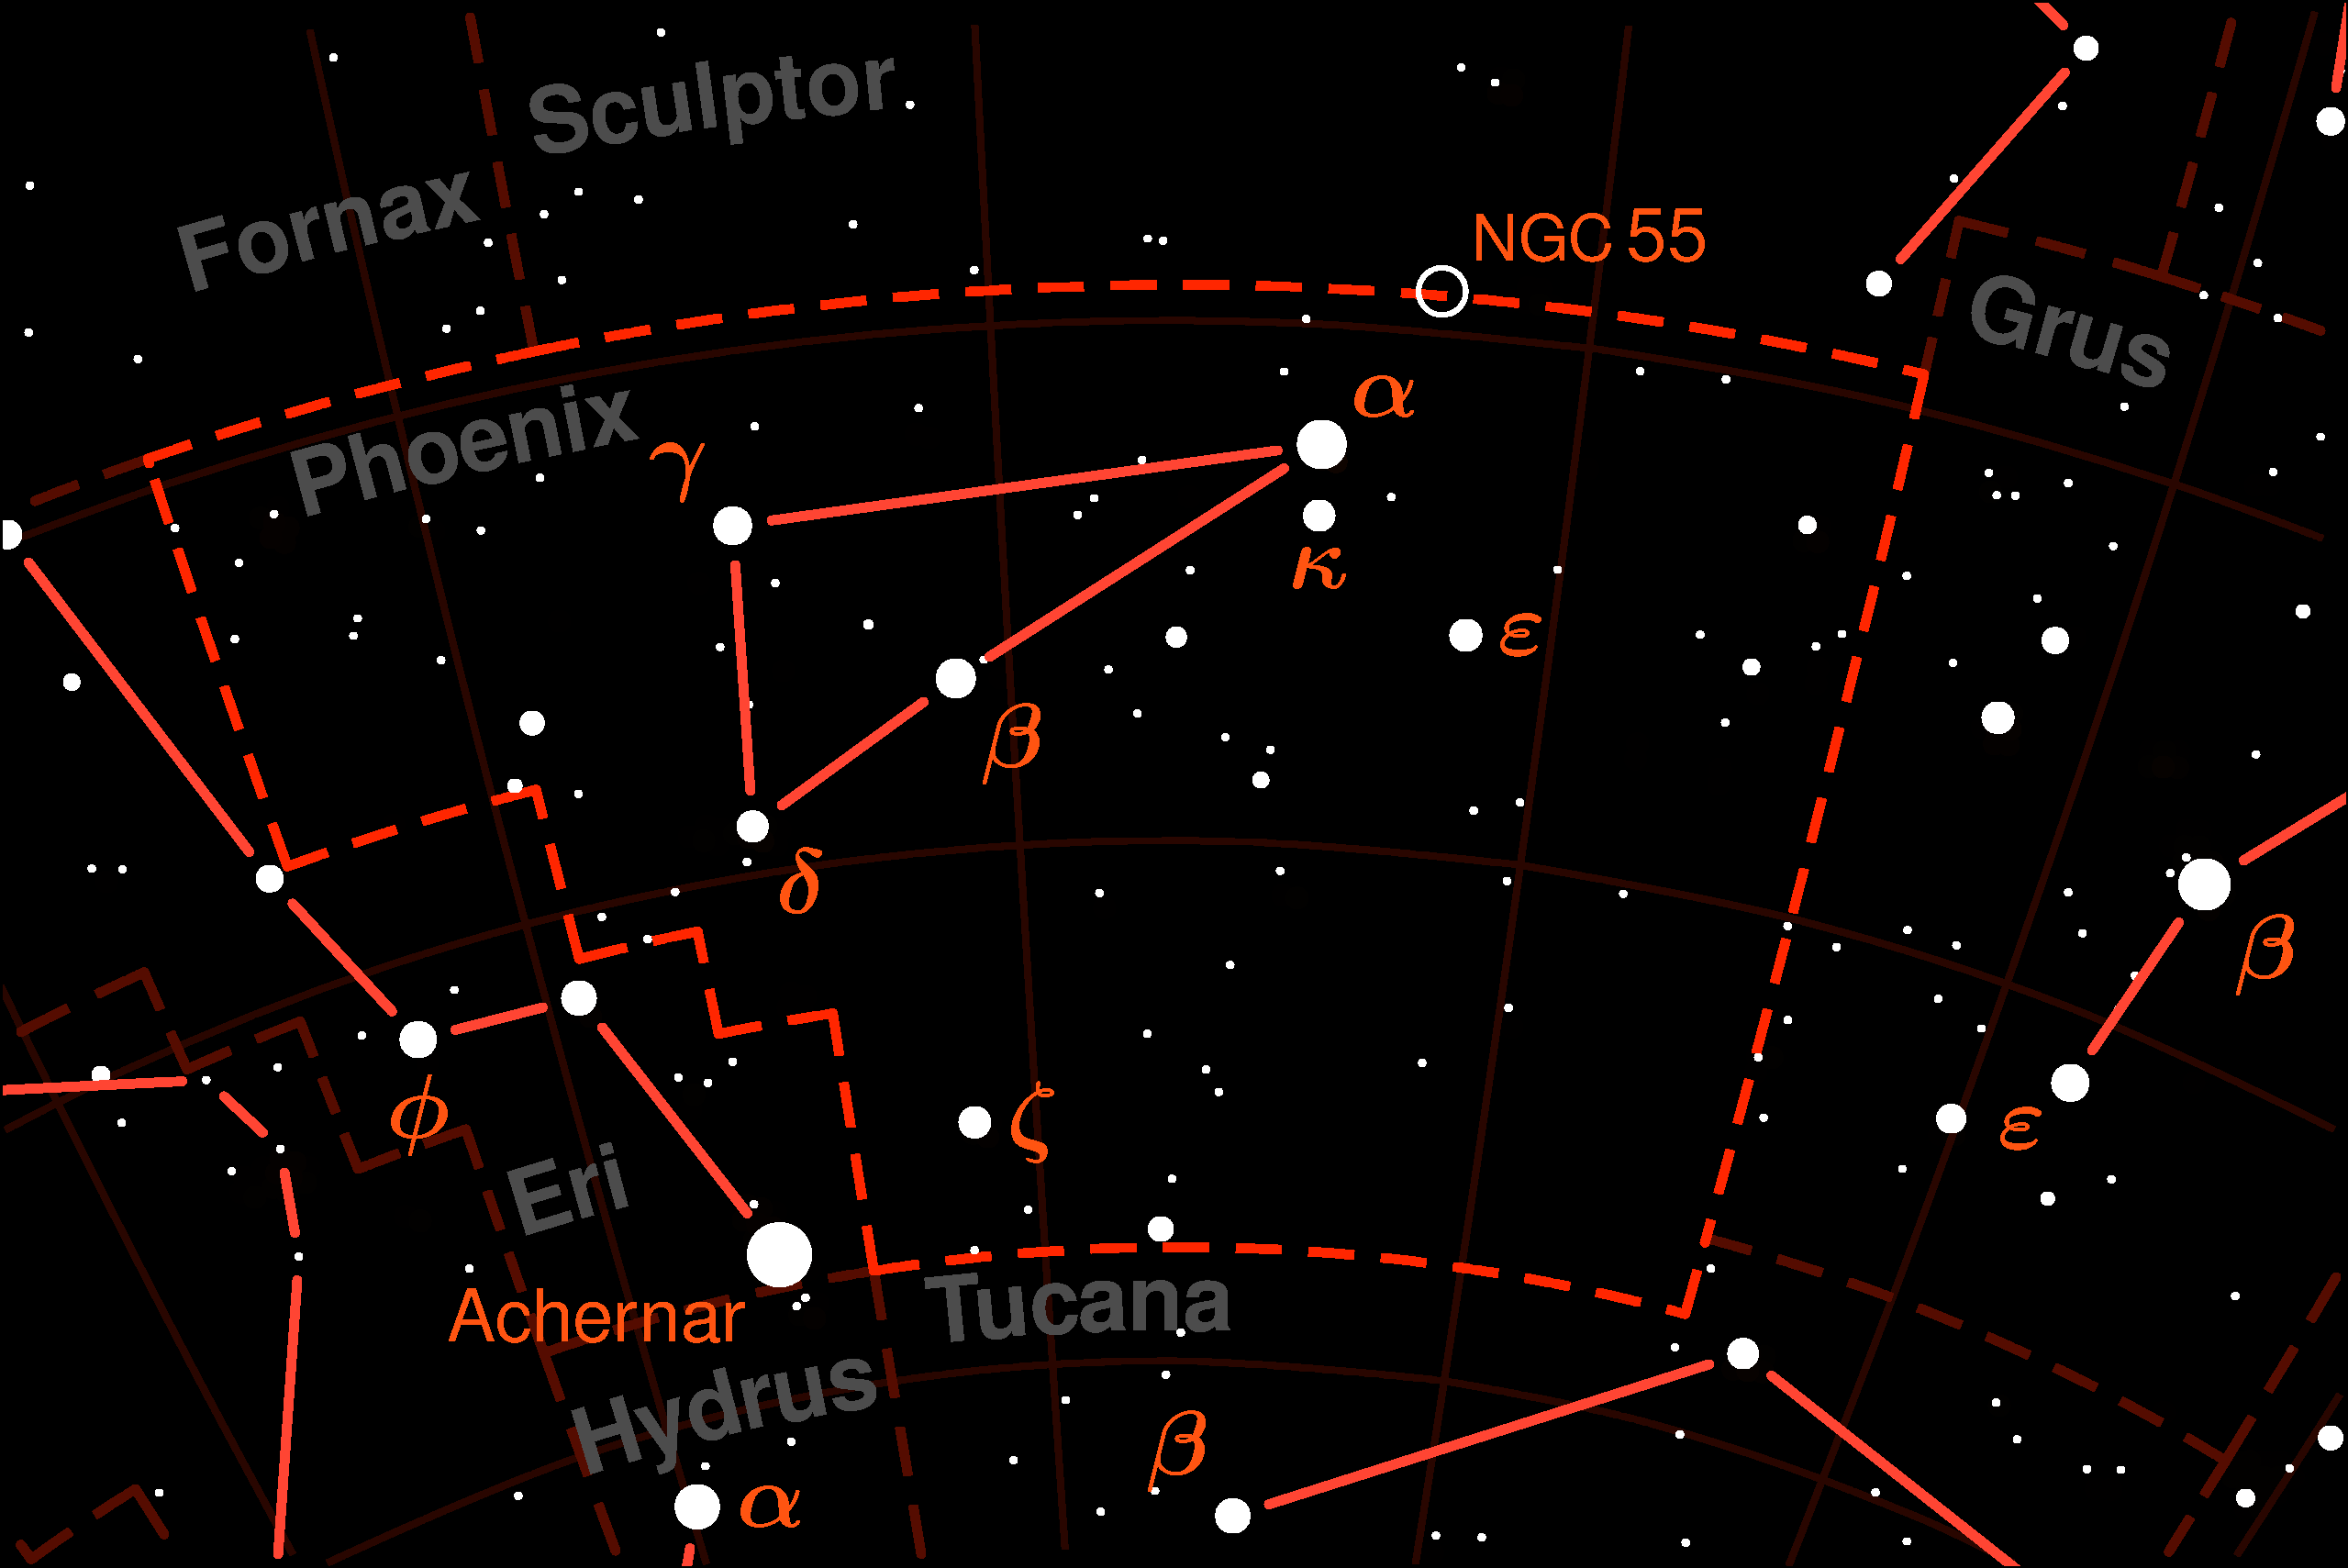 Sculptor
Fornax
NGC 55
Grus
Phoenix
α
γ
κ
ε
β
δ
β
ϕ
ζ
ε
Eri
Achernar
Tucana
Hydrus
β
α